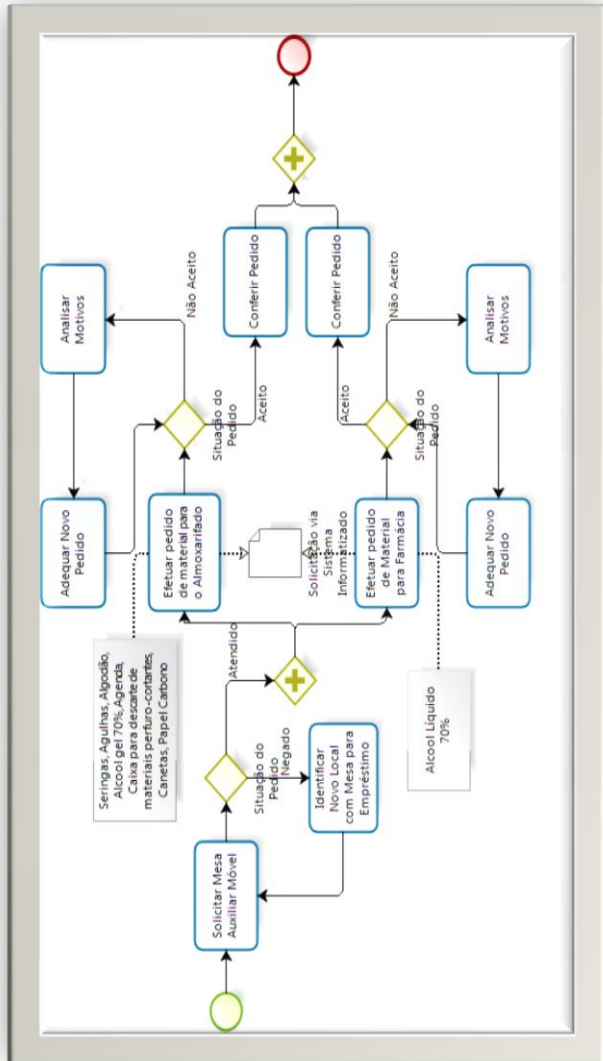 Solicitar Mesa
Auxiliar Móvel
Situação do
Pedido
Negado
Atendido
Identificar
Novo Local
com Mesa para
Empréstimo
Seringas, Agulhas, Algodão,
Alcool gel 70%, Agenda,
Caixa para descarte de
materiais perfuro-cortantes,
Canetas, Papel Carbono
Efetuar pedido
de material para
o Almoxarifado
Solicitação via
Sistema
Informatizado
Efetuar pedido
de Material
para Farmácia
Alcool Líquido
70%
Adequar Novo
Pedido
Analisar
Motivos
Não Aceito
Situação do
Pedido
Aceito
Conferir Pedido
Conferir Pedido
Aceito
Situação do
Pedido
Não Aceito
Analisar
Motivos
Adequar Novo
Pedido